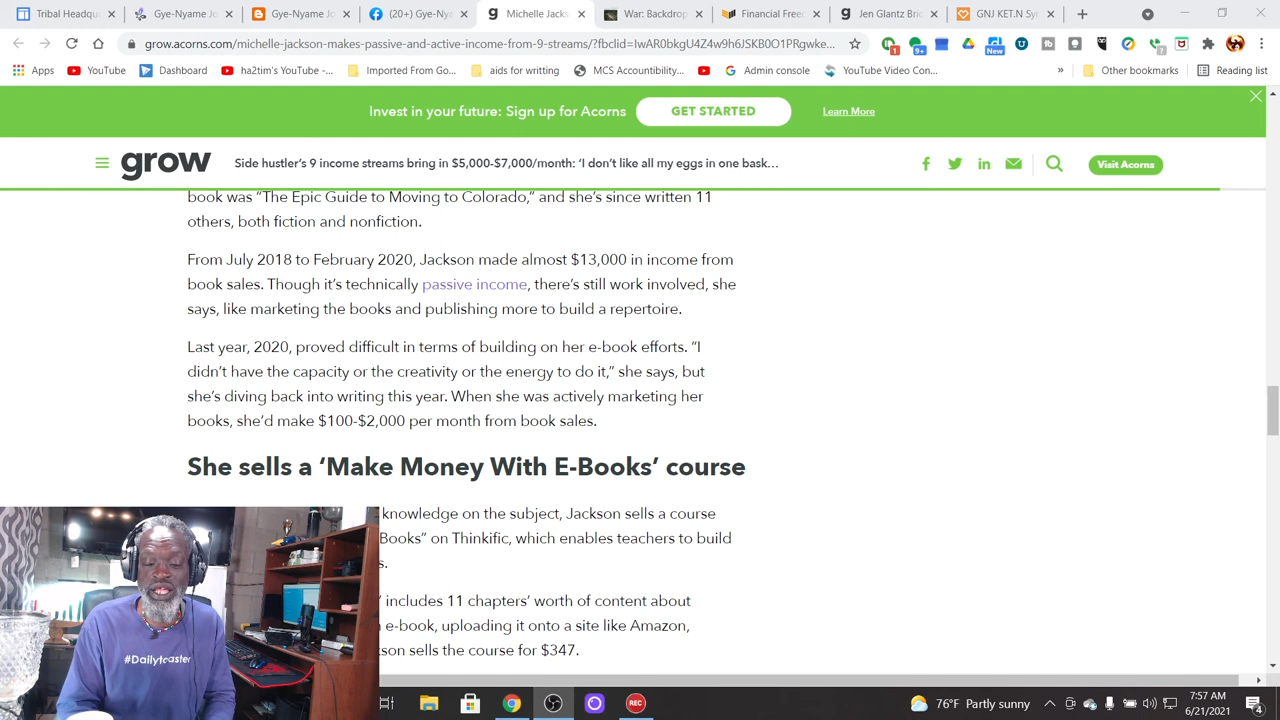 Tribal Headqua
Gye-Nyame Jo
Gye-Nyame Jo
(20+) Gye-Nya
Michelle Jacks
War: Backdrop
Financial Freed
Jen Glantz Bri
GNJ KET.N Sy
grow.acorns.com/michelle-jackson-makes-passive-and-active-income-from-9-streams/?fbclid=
Apps
YouTube
Dashboard
ha2tim's YouTube -...
Imported From Go...
aids for writting
MCS Accountibility...
Admin console
YouTube Video Con...
»
Other bookmarks
Reading list
Invest in your future: Sign up for Acorns
GET STARTED
Learn More
grow
Side hustler's 9 income streams bring in $5,000-$7,000/month: 'I don't like all my eggs in one bask...
Visit Acorns
book was "The Epic Guide to Moving to Colorado," and she's since written 11
others, both fiction and nonfiction.
From July 2018 to February 2020, Jackson made almost $13,000 in income from
book sales. Though it's technically passive income, there's still work involved, she
says, like marketing the books and publishing more to build a repertoire.
Last year, 2020, proved difficult in terms of building on her e-book efforts. "I
didn't have the capacity or the creativity or the energy to do it," she says, but
she's diving back into writing this year. When she was actively marketing her
books, she'd make $100-$2,000 per month from book sales.
She sells a 'Make Money With E-Books' course
knowledge on the subject, Jackson sells a course
Books" on Thinkific, which enables teachers to build
s.
' includes 11 chapters' worth of content about
e-book, uploading it onto a site like Amazon,
son sells the course for $347.
#Dailytoaster
REC
76°F Partly sunny
7:57 AM
6/21/2021